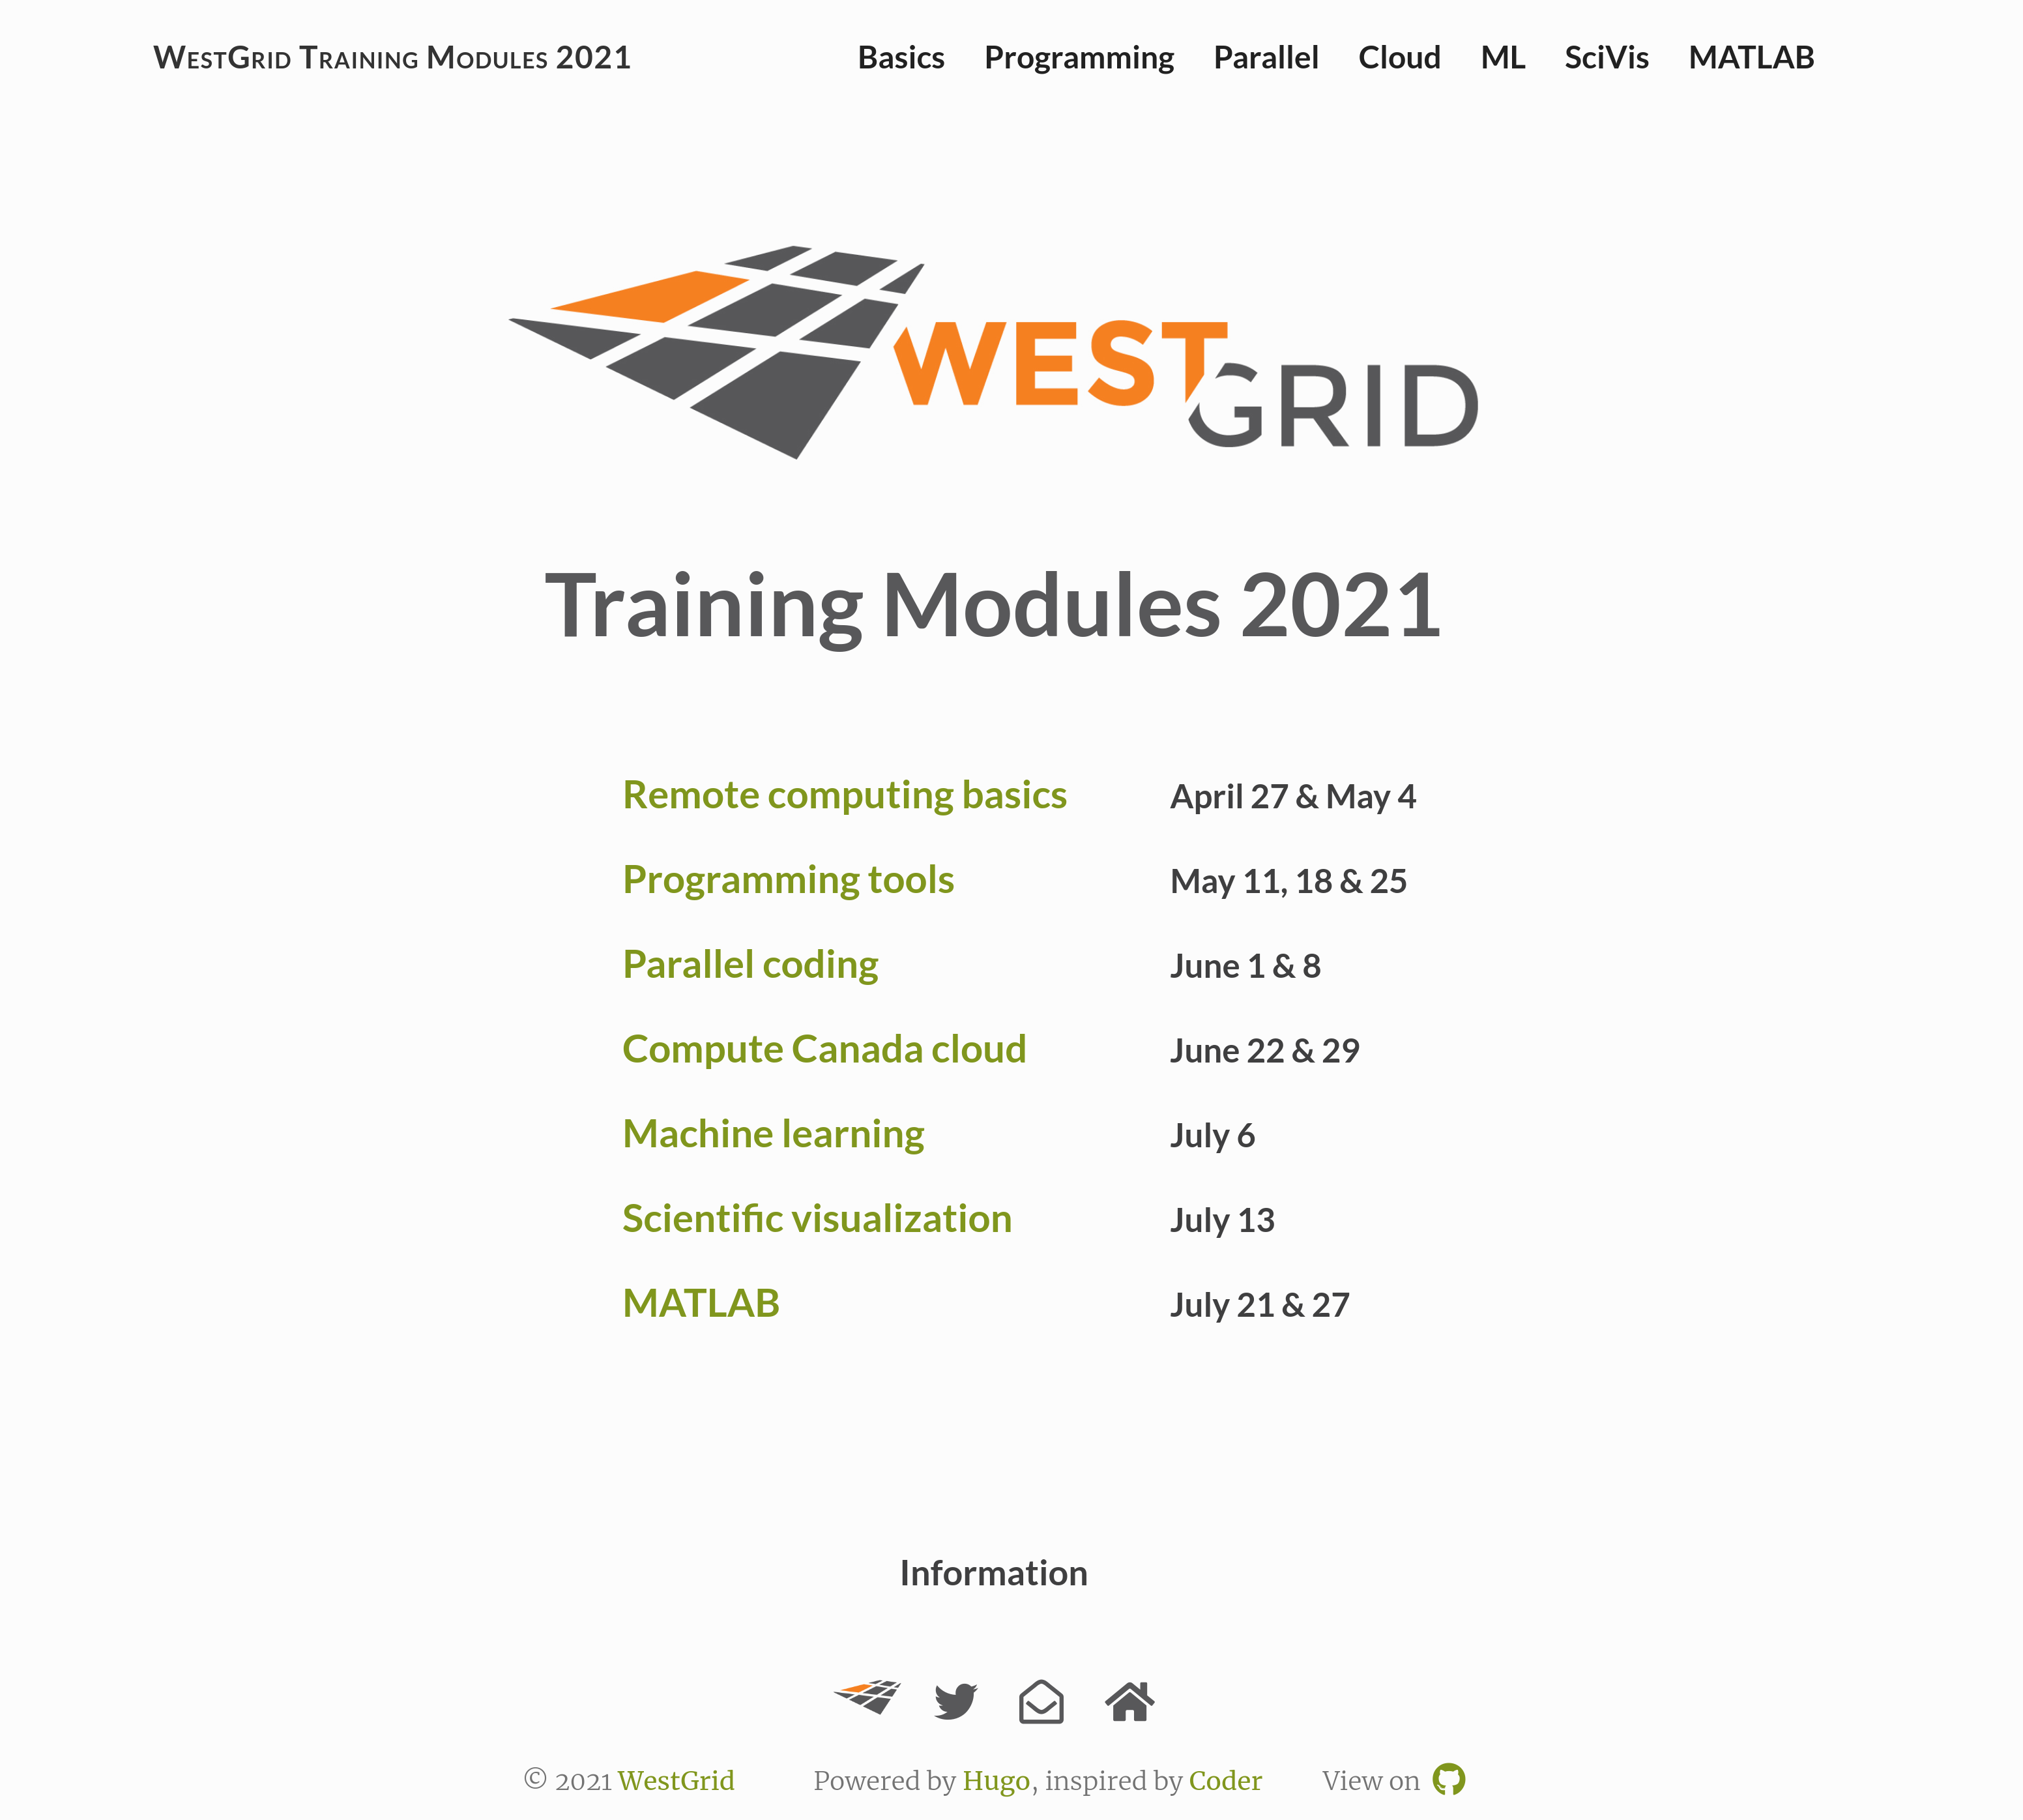 WestGrid Training Modules 2021 Basics Programming Parallel Cloud ML SciVis MATLAB
WESTGRID
Training Modules 2021
Remote computing basics April 27 & May 4
Programming tools May 11, 18 & 25
Parallel coding June 1 & 8
Compute Canada cloud June 22 & 29
Machine learning July 6
Scientific visualization July 13
MATLAB July 21 & 27
Information
© 2021 WestGrid Powered by Hugo, inspired by Coder View on